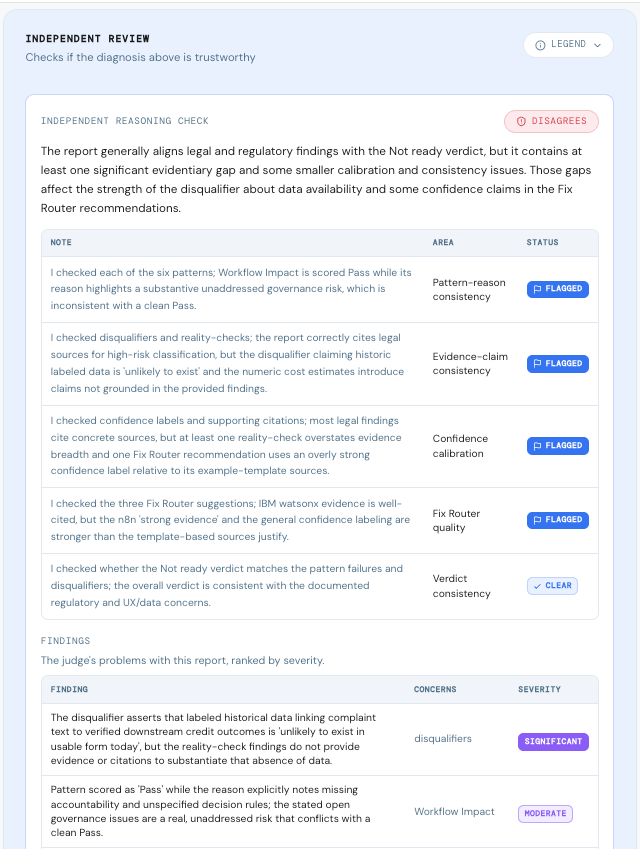 INDEPENDENT REVIEW
Checks if the diagnosis above is trustworthy
LEGEND
INDEPENDENT REASONING CHECK
DISAGREES
The report generally aligns legal and regulatory findings with the Not ready verdict, but it contains at
least one significant evidentiary gap and some smaller calibration and consistency issues. Those gaps
affect the strength of the disqualifier about data availability and some confidence claims in the Fix
Router recommendations.
NOTE AREA STATUS
I checked each of the six patterns; Workflow Impact is scored Pass while its
reason highlights a substantive unaddressed governance risk, which is
inconsistent with a clean Pass.
Pattern-reason
consistency
FLAGGED
I checked disqualifiers and reality-checks; the report correctly cites legal
sources for high-risk classification, but the disqualifier claiming historic
labeled data is 'unlikely to exist' and the numeric cost estimates introduce
claims not grounded in the provided findings.
Evidence-claim
consistency
FLAGGED
I checked confidence labels and supporting citations; most legal findings
cite concrete sources, but at least one reality-check overstates evidence
breadth and one Fix Router recommendation uses an overly strong
confidence label relative to its example-template sources.
Confidence
calibration
FLAGGED
I checked the three Fix Router suggestions; IBM watsonx evidence is well-
cited, but the n8n 'strong evidence' and the general confidence labeling are
stronger than the template-based sources justify.
Fix Router
quality
FLAGGED
I checked whether the Not ready verdict matches the pattern failures and
disqualifiers; the overall verdict is consistent with the documented
regulatory and UX/data concerns.
Verdict
consistency
CLEAR
FINDINGS
The judge's problems with this report, ranked by severity.
FINDING CONCERNS SEVERITY
The disqualifier asserts that labeled historical data linking complaint
text to verified downstream credit outcomes is 'unlikely to exist in
usable form today', but the reality-check findings do not provide
evidence or citations to substantiate that absence of data.
disqualifiers
SIGNIFICANT
Pattern scored as 'Pass' while the reason explicitly notes missing
accountability and unspecified decision rules; the stated open
governance issues are a real, unaddressed risk that conflicts with a
clean Pass.
Workflow Impact
MODERATE